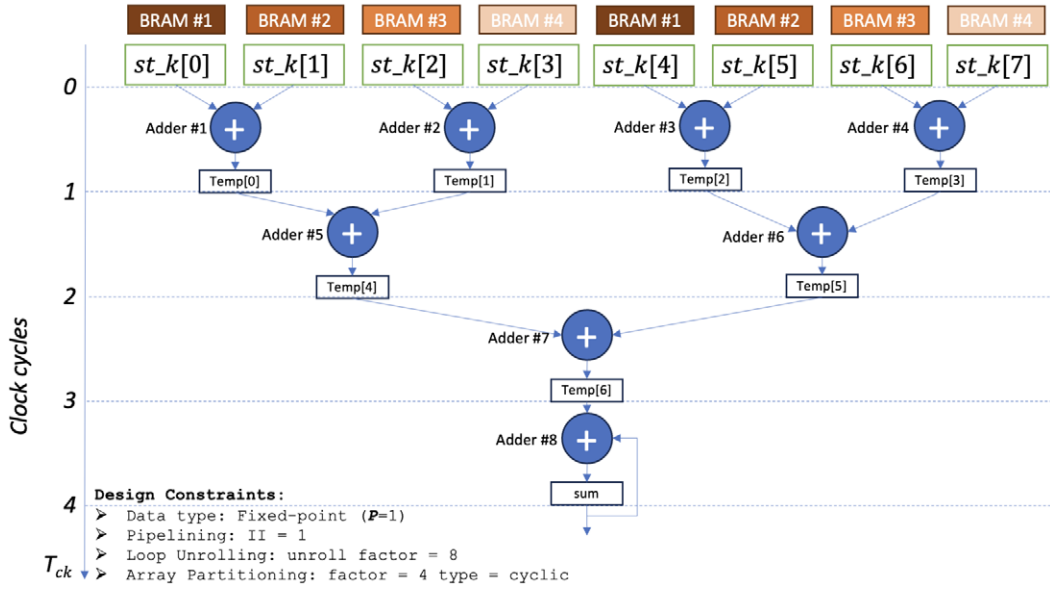 BRAM #1 BRAM #2 BRAM #3 BRAM #4 BRAM #1 BRAM #2 BRAM #3 BRAM #4
st_k[0] st_k[1] st_k[2] st_k[3] st_k[4] st_k[5] st_k[6] st_k[7]
0
Adder #1 + Adder #2 + Adder #3 + Adder #4 +
Temp[0] Temp[1] Temp[2] Temp[3]
1
Adder #5 + Adder #6 +
Temp[4] Temp[5]
2
Adder #7 +
Temp[6]
3
Adder #8 +
sum
4
Clock cycles
T_ck
Design Constraints:
➢ Data type: Fixed-point (P=1)
➢ Pipelining: II = 1
➢ Loop Unrolling: unroll factor = 8
➢ Array Partitioning: factor = 4 type = cyclic